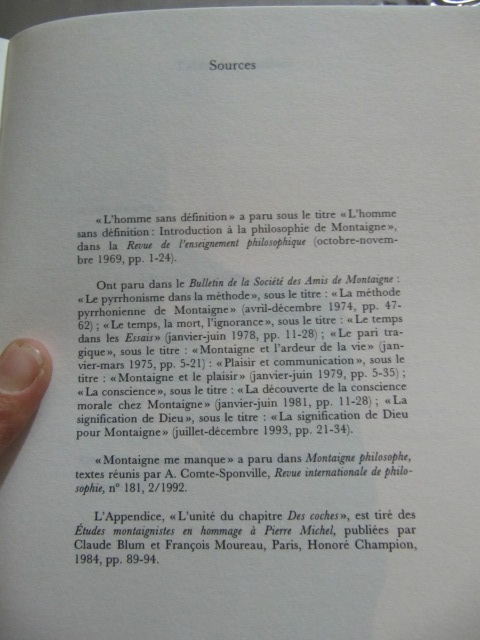 Sources
« L'homme sans définition » a paru sous le titre « L'homme
sans définition : Introduction à la philosophie de Montaigne »,
dans la Revue de l'enseignement philosophique (octobre-novem-
bre 1969, pp. 1-24).
Ont paru dans le Bulletin de la Société des Amis de Montaigne :
« Le pyrrhonisme dans la méthode », sous le titre : « La méthode
pyrrhonienne de Montaigne » (avril-décembre 1974, pp. 47-
62) ; « Le temps, la mort, l'ignorance », sous le titre : « Le temps
dans les Essais » (janvier-juin 1978, pp. 11-28) ; « Le pari tra-
gique », sous le titre : « Montaigne et l'ardeur de la vie » (jan-
vier-mars 1975, pp. 5-21) : « Plaisir et communication », sous le
titre : « Montaigne et le plaisir » (janvier-juin 1979, pp. 5-35) ;
« La conscience », sous le titre : « La découverte de la conscience
morale chez Montaigne » (janvier-juin 1981, pp. 11-28) ; « La
signification de Dieu », sous le titre : « La signification de Dieu
pour Montaigne » (juillet-décembre 1993, pp. 21-34).
« Montaigne me manque » a paru dans Montaigne philosophe,
textes réunis par A. Comte-Sponville, Revue internationale de philo-
sophie, n° 181, 2/1992.
L'Appendice, « L'unité du chapitre Des coches », est tiré des
Études montaignistes en hommage à Pierre Michel, publiées par
Claude Blum et François Moureau, Paris, Honoré Champion,
1984, pp. 89-94.